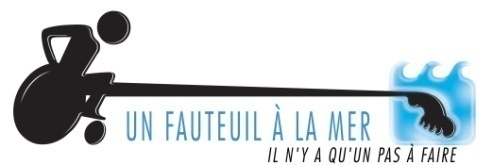 UN FAUTEUIL À LA MER
IL N'Y A QU'UN PAS À FAIRE